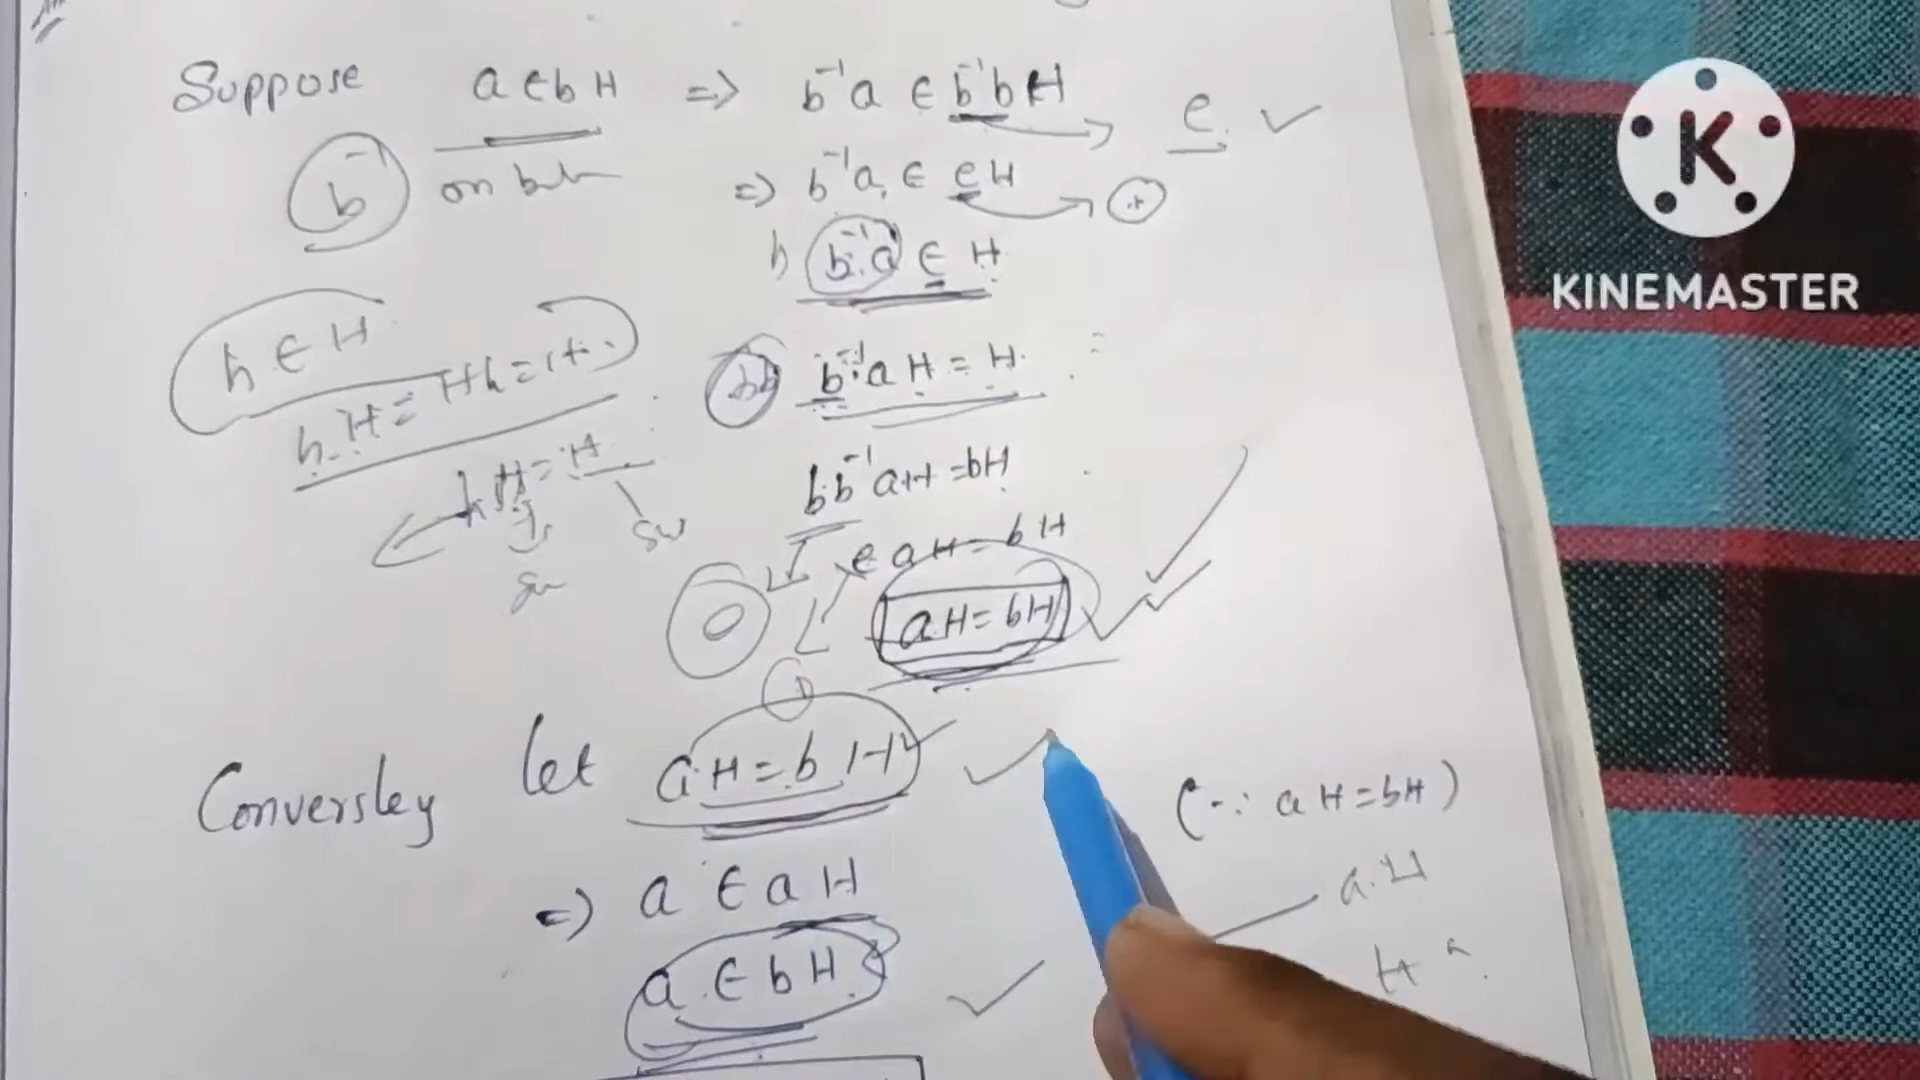 Suppose a ∈ bH => b⁻¹a ∈ b⁻¹bH e
b⁻¹ on
=> b⁻¹a ∈ eH
b⁻¹a ∈ H
h ∈ H
hH = Hh = H
b⁻¹aH = H
hH = H
bb⁻¹aH = bH
eaH = bH
aH = bH
Conversley let aH = bH
(∵ aH = bH)
=> a ∈ aH
a.H
a ∈ bH
H a
K
KINEMASTER